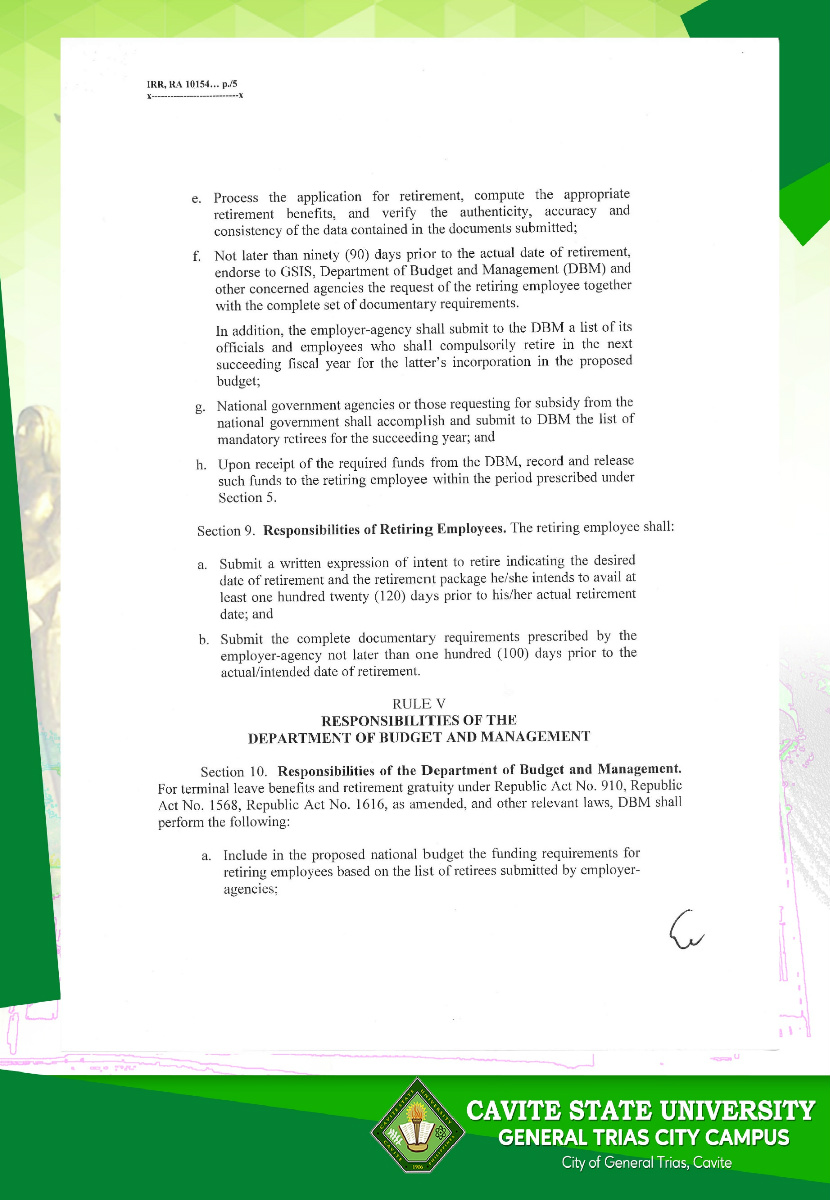 IRR, RA 10154... p./5
x-----------------------------x
e. Process the application for retirement, compute the appropriate
retirement benefits, and verify the authenticity, accuracy and
consistency of the data contained in the documents submitted;
f. Not later than ninety (90) days prior to the actual date of retirement,
endorse to GSIS, Department of Budget and Management (DBM) and
other concerned agencies the request of the retiring employee together
with the complete set of documentary requirements.
In addition, the employer-agency shall submit to the DBM a list of its
officials and employees who shall compulsorily retire in the next
succeeding fiscal year for the latter's incorporation in the proposed
budget;
g. National government agencies or those requesting for subsidy from the
national government shall accomplish and submit to DBM the list of
mandatory retirees for the succeeding year; and
h. Upon receipt of the required funds from the DBM, record and release
such funds to the retiring employee within the period prescribed under
Section 5.
Section 9. Responsibilities of Retiring Employees. The retiring employee shall:
a. Submit a written expression of intent to retire indicating the desired
date of retirement and the retirement package he/she intends to avail at
least one hundred twenty (120) days prior to his/her actual retirement
date; and
b. Submit the complete documentary requirements prescribed by the
employer-agency not later than one hundred (100) days prior to the
actual/intended date of retirement.
RULE V
RESPONSIBILITIES OF THE
DEPARTMENT OF BUDGET AND MANAGEMENT
Section 10. Responsibilities of the Department of Budget and Management.
For terminal leave benefits and retirement gratuity under Republic Act No. 910, Republic
Act No. 1568, Republic Act No. 1616, as amended, and other relevant laws, DBM shall
perform the following:
a. Include in the proposed national budget the funding requirements for
retiring employees based on the list of retirees submitted by employer-
agencies;
CAVITE STATE UNIVERSITY
GENERAL TRIAS CITY CAMPUS
City of General Trias, Cavite
1906